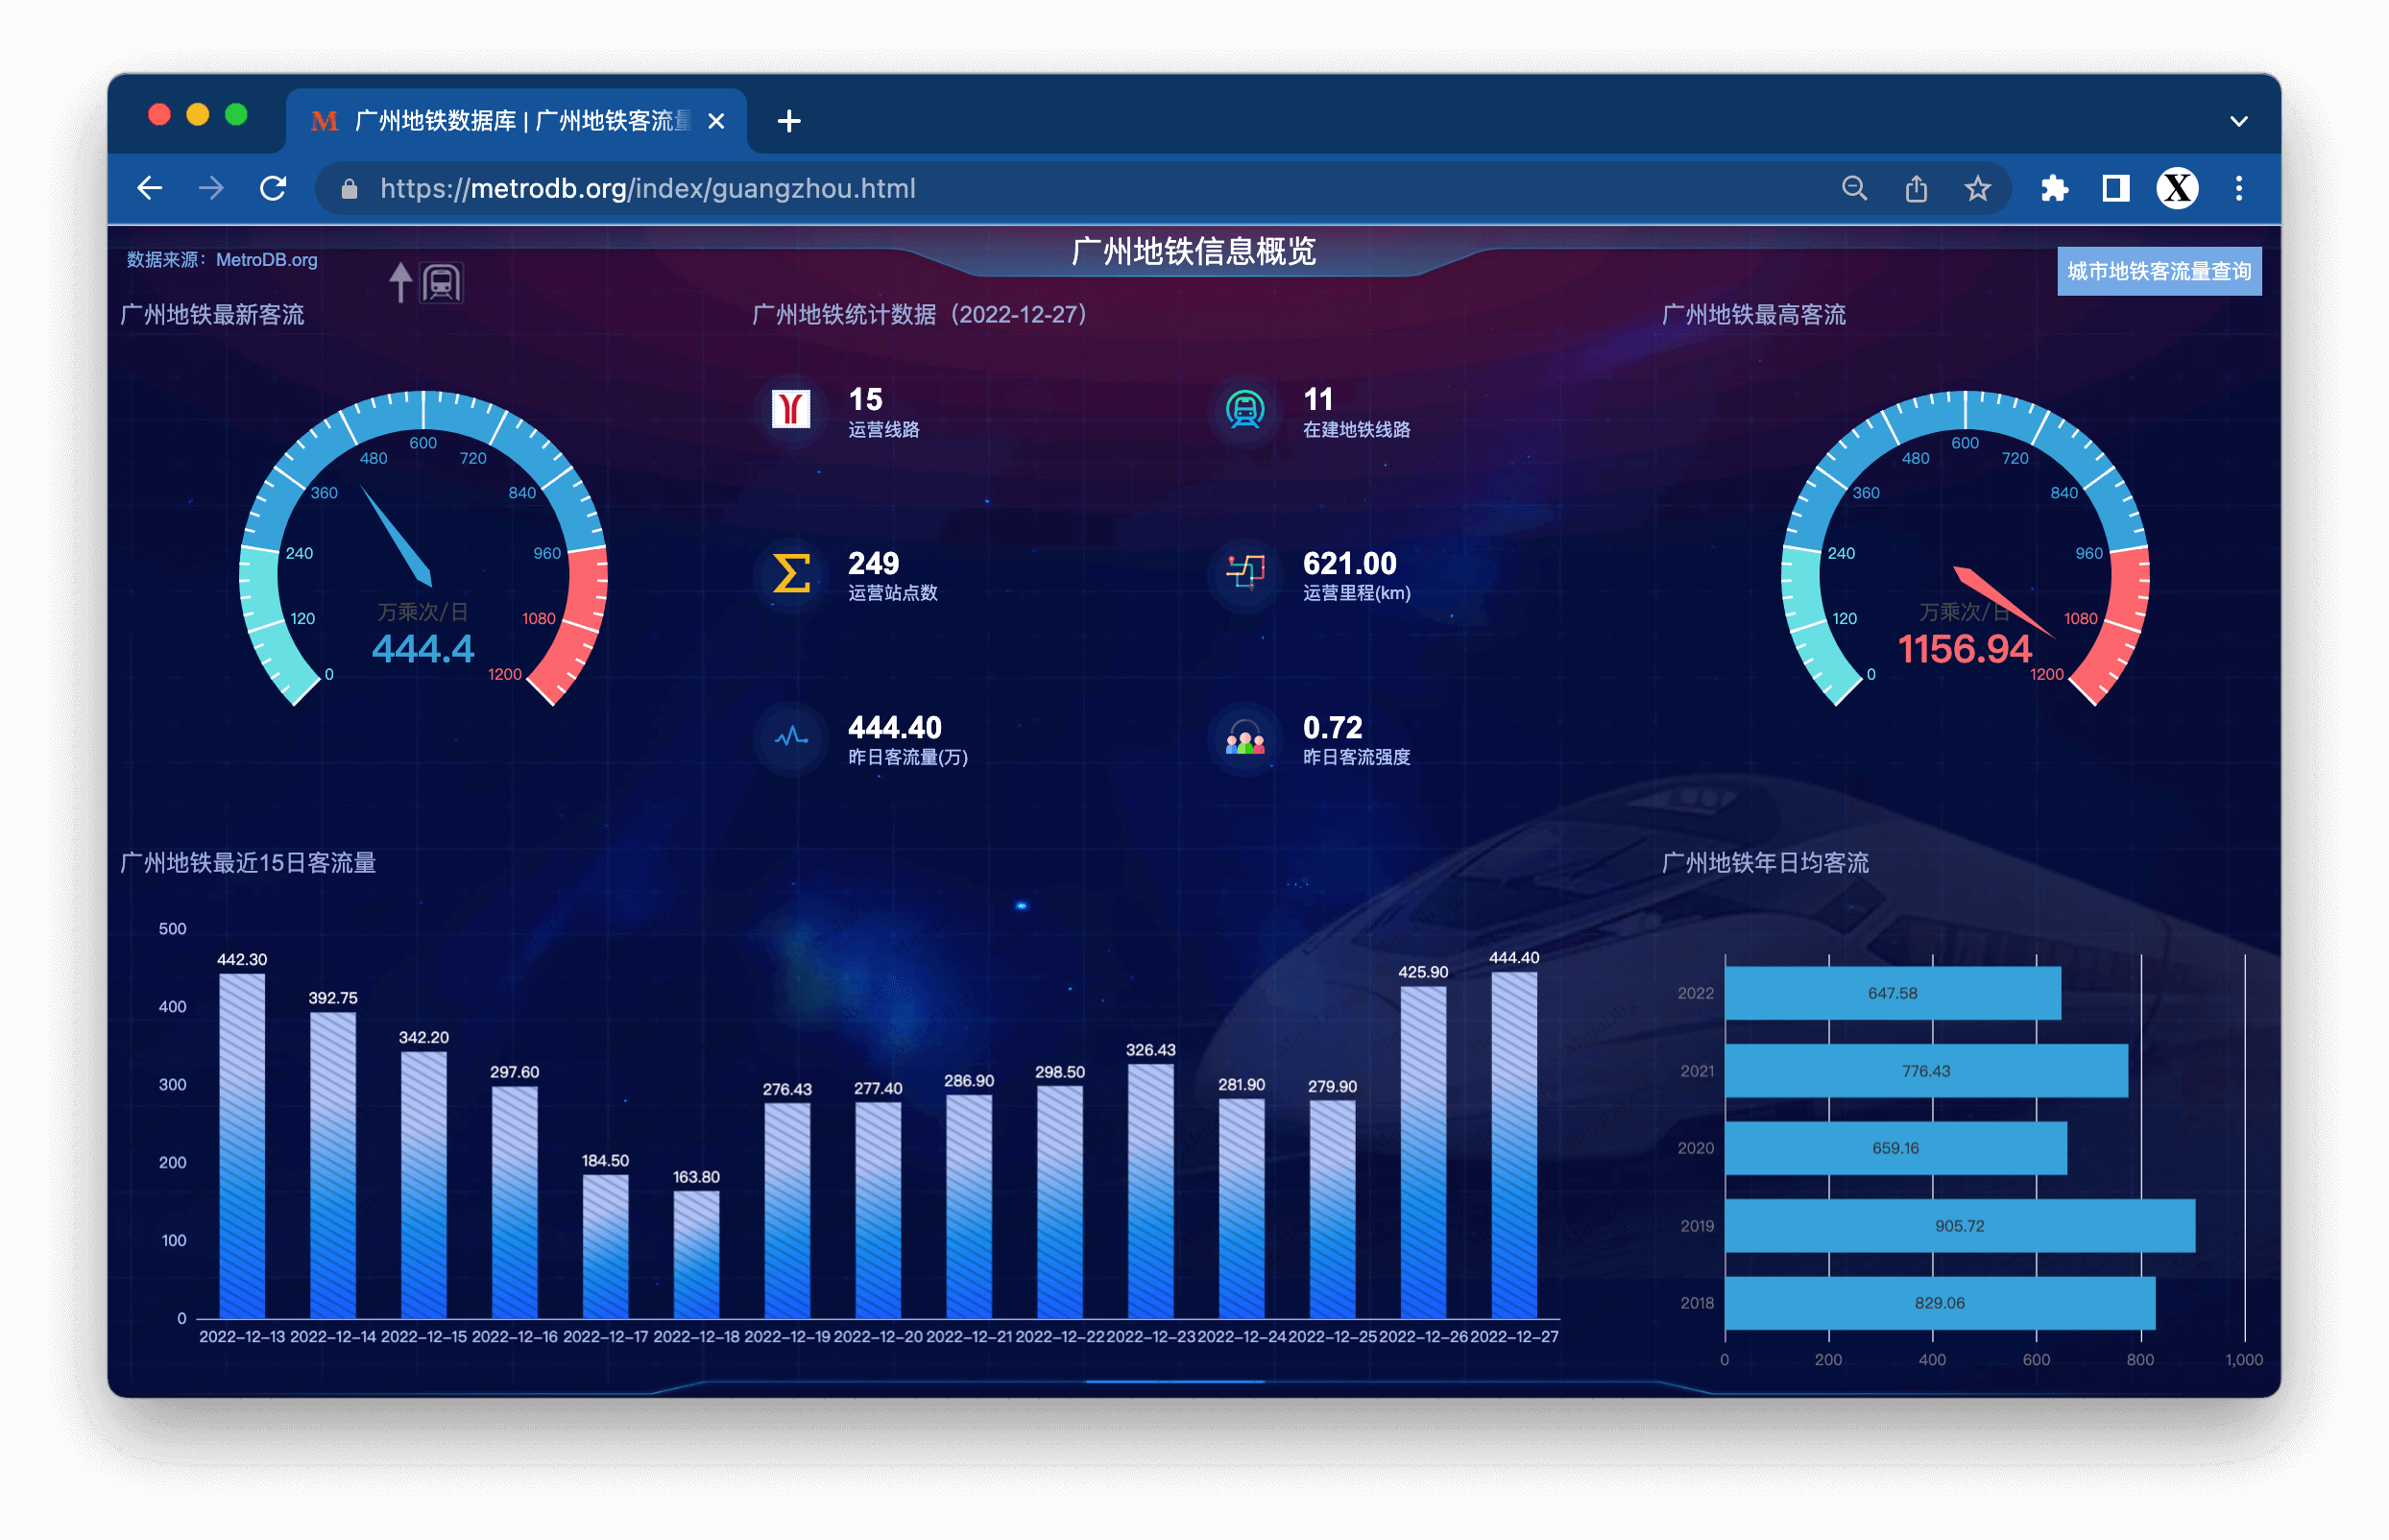 M 广州地铁数据库 | 广州地铁客流量
https://metrodb.org/index/guangzhou.html
X
广州地铁信息概览
数据来源：MetroDB.org
城市地铁客流量查询
广州地铁最新客流
0
120
240
360
480
600
720
840
960
1080
1200
万乘次/日
444.4
广州地铁统计数据（2022-12-27）
15
运营线路
11
在建地铁线路
249
运营站点数
621.00
运营里程(km)
444.40
昨日客流量(万)
0.72
昨日客流强度
广州地铁最高客流
0
120
240
360
480
600
720
840
960
1080
1200
万乘次/日
1156.94
广州地铁最近15日客流量
500
400
300
200
100
0
442.30
392.75
342.20
297.60
184.50
163.80
276.43
277.40
286.90
298.50
326.43
281.90
279.90
425.90
444.40
2022-12-13 2022-12-14 2022-12-15 2022-12-16 2022-12-17 2022-12-18 2022-12-19 2022-12-20 2022-12-21 2022-12-22 2022-12-23 2022-12-24 2022-12-25 2022-12-26 2022-12-27
广州地铁年日均客流
2022 647.58
2021 776.43
2020 659.16
2019 905.72
2018 829.06
0 200 400 600 800 1,000